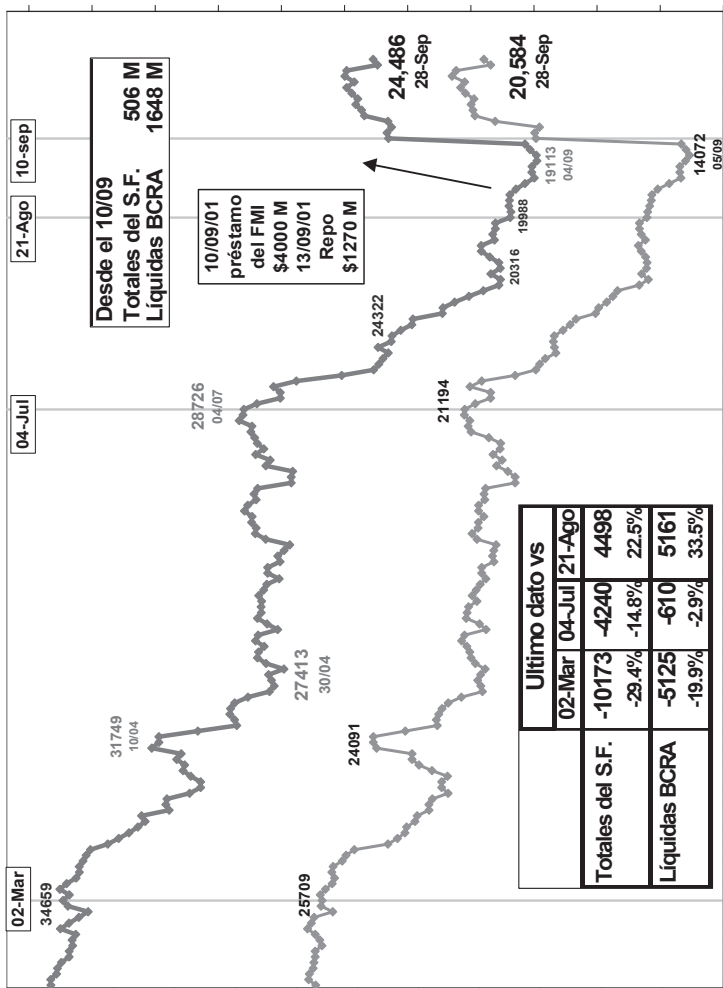 02-Mar
04-Jul
21-Ago
10-sep
Desde el 10/09
Totales del S.F. 506 M
Líquidas BCRA 1648 M
10/09/01
préstamo
del FMI
$4000 M
13/09/01
Repo
$1270 M
34659
31749
10/04
27413
30/04
28726
04/07
24322
20316
19988
19113
04/09
24,486
28-Sep
25709
24091
21194
14072
05/09
20,584
28-Sep
Ultimo dato vs
02-Mar 04-Jul 21-Ago
Totales del S.F. -10173 -4240 4498
-29.4% -14.8% 22.5%
Líquidas BCRA -5125 -610 5161
-19.9% -2.9% 33.5%